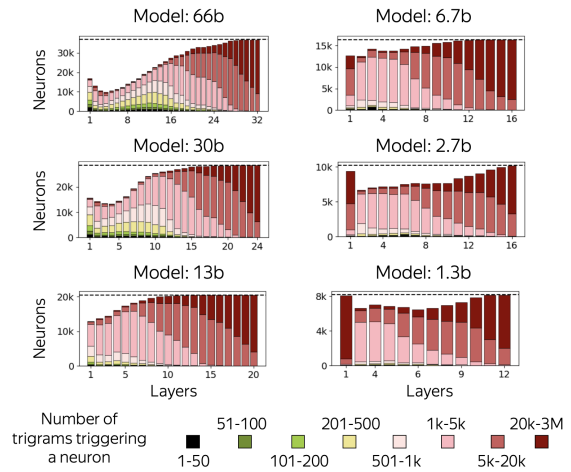 Model: 66b
Neurons
30k
20k
10k
0
1 8 16 24 32
Model: 6.7b
15k
10k
5k
0
1 4 8 12 16
Model: 30b
Neurons
20k
10k
0
1 5 10 15 20 24
Model: 2.7b
10k
5k
0
1 4 8 12 16
Model: 13b
Neurons
20k
10k
0
1 5 10 15 20
Layers
Model: 1.3b
8k
4k
0
1 4 6 9 12
Layers
Number of
trigrams triggering
a neuron
51-100 201-500 1k-5k 20k-3M
1-50 101-200 501-1k 5k-20k